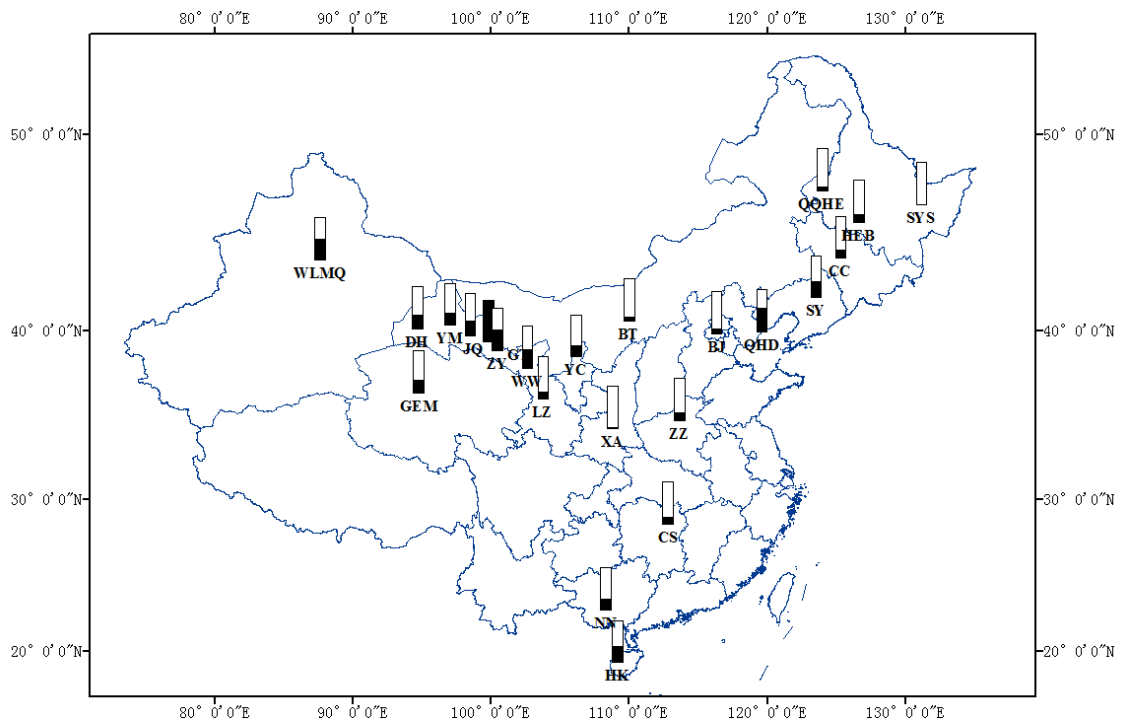 80° 0'0"E 90° 0'0"E 100° 0'0"E 110° 0'0"E 120° 0'0"E 130° 0'0"E
50° 0'0"N 50° 0'0"N
QQHE
SYS
HEB
WLMQ CC
SY
40° 0'0"N 40° 0'0"N
DH YM JQ BT BJ QHD
ZY G
WW YC
GEM LZ
XA ZZ
30° 0'0"N 30° 0'0"N
CS
NN
20° 0'0"N 20° 0'0"N
HK
80° 0'0"E 90° 0'0"E 100° 0'0"E 110° 0'0"E 120° 0'0"E 130° 0'0"E